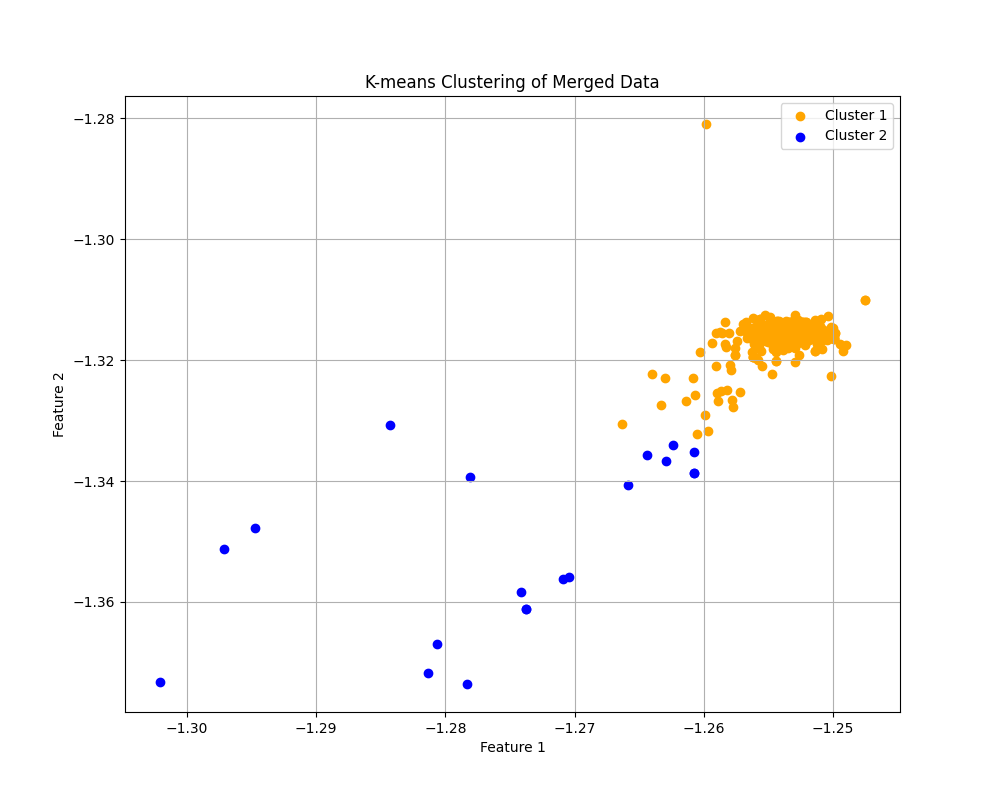 K-means Clustering of Merged Data
Cluster 1
Cluster 2
−1.28
−1.30
−1.32
−1.34
−1.36
Feature 2
−1.30
−1.29
−1.28
−1.27
−1.26
−1.25
Feature 1